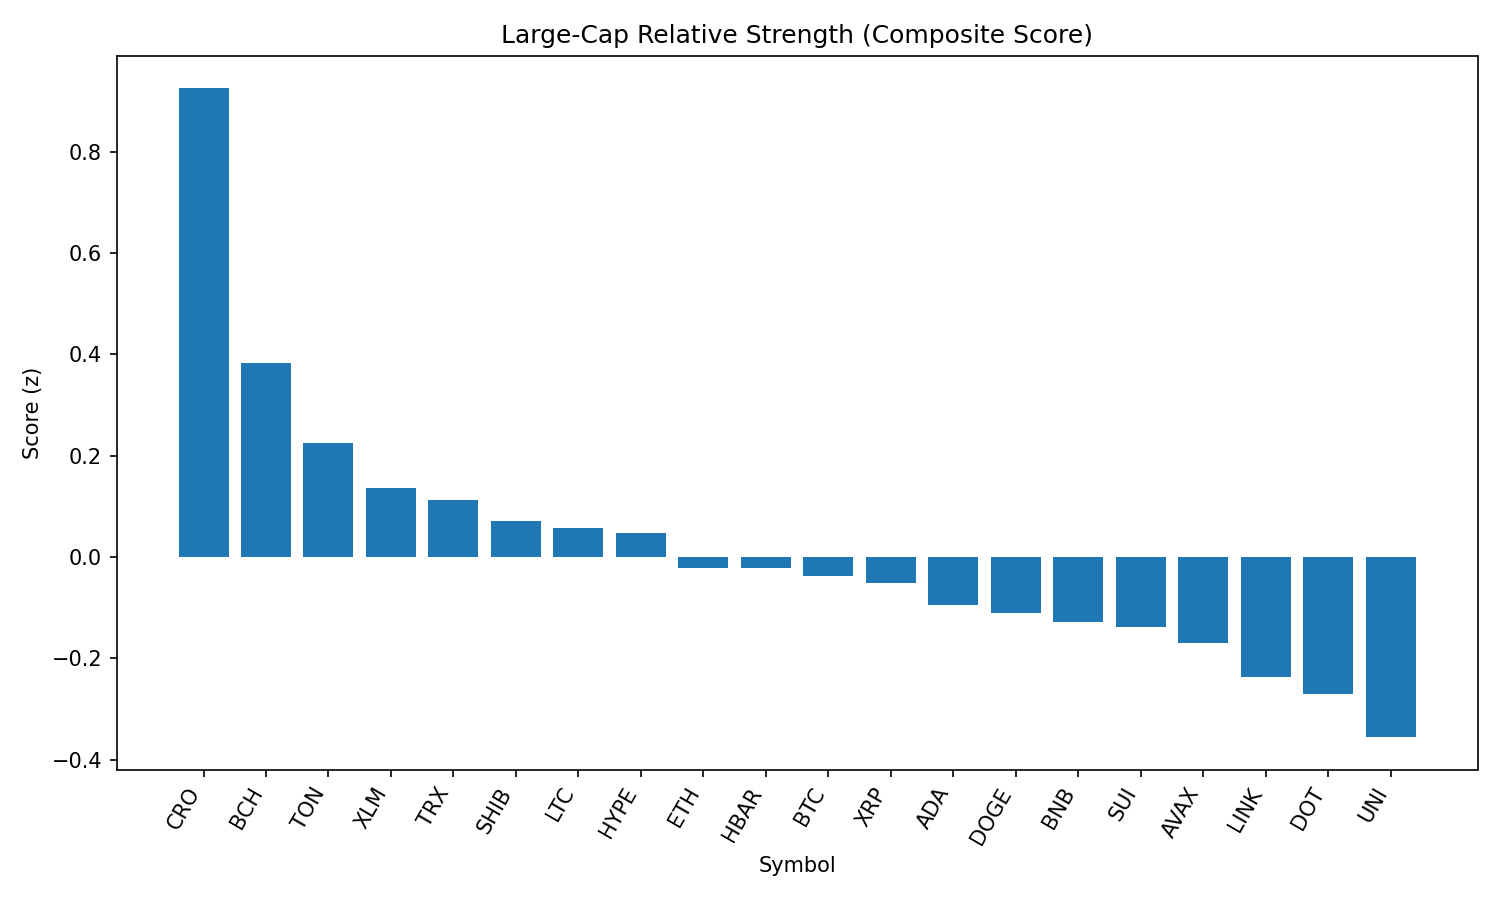 Large-Cap Relative Strength (Composite Score)
Score (z)
0.8
0.6
0.4
0.2
0.0
−0.2
−0.4
CRO
BCH
TON
XLM
TRX
SHIB
LTC
HYPE
ETH
HBAR
BTC
XRP
ADA
DOGE
BNB
SUI
AVAX
LINK
DOT
UNI
Symbol